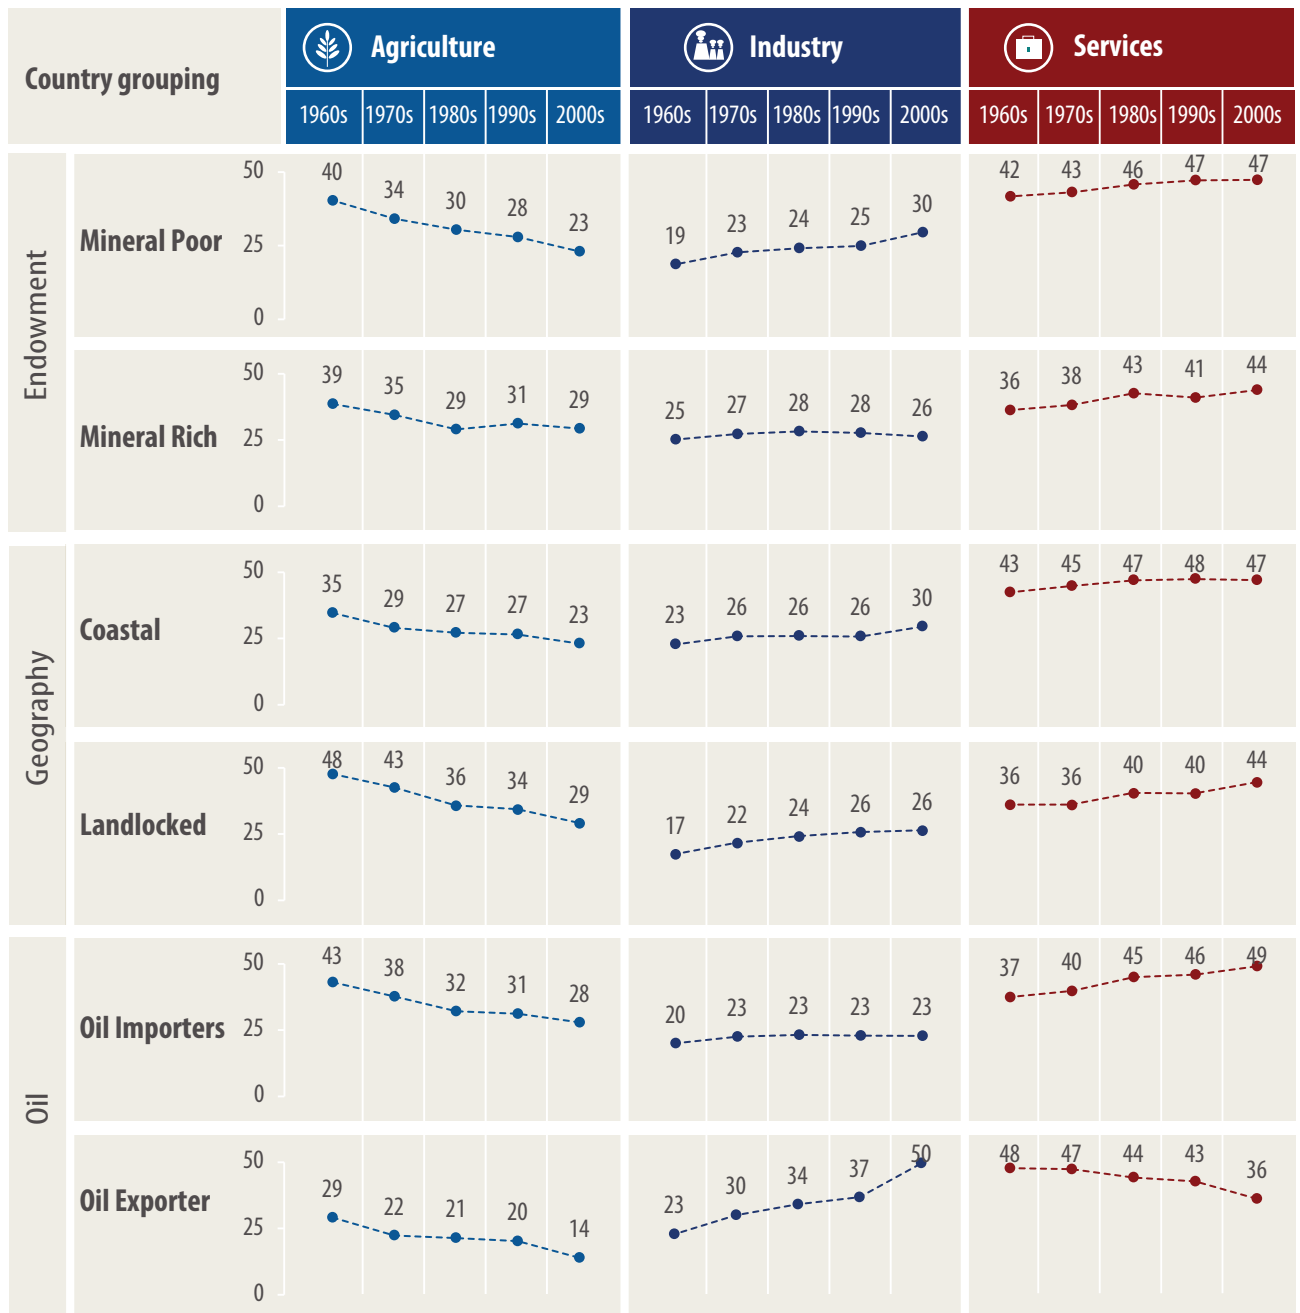 Country grouping
Agriculture
Industry
Services
1960s 1970s 1980s 1990s 2000s
1960s 1970s 1980s 1990s 2000s
1960s 1970s 1980s 1990s 2000s
Endowment
Mineral Poor
50
25
0
40 34 30 28 23
19 23 24 25 30
42 43 46 47 47
Mineral Rich
50
25
0
39 35 29 31 29
25 27 28 28 26
36 38 43 41 44
Geography
Coastal
50
25
0
35 29 27 27 23
23 26 26 26 30
43 45 47 48 47
Landlocked
50
25
0
48 43 36 34 29
17 22 24 26 26
36 36 40 40 44
Oil
Oil Importers
50
25
0
43 38 32 31 28
20 23 23 23 23
37 40 45 46 49
Oil Exporter
50
25
0
29 22 21 20 14
23 30 34 37 50
48 47 44 43 36